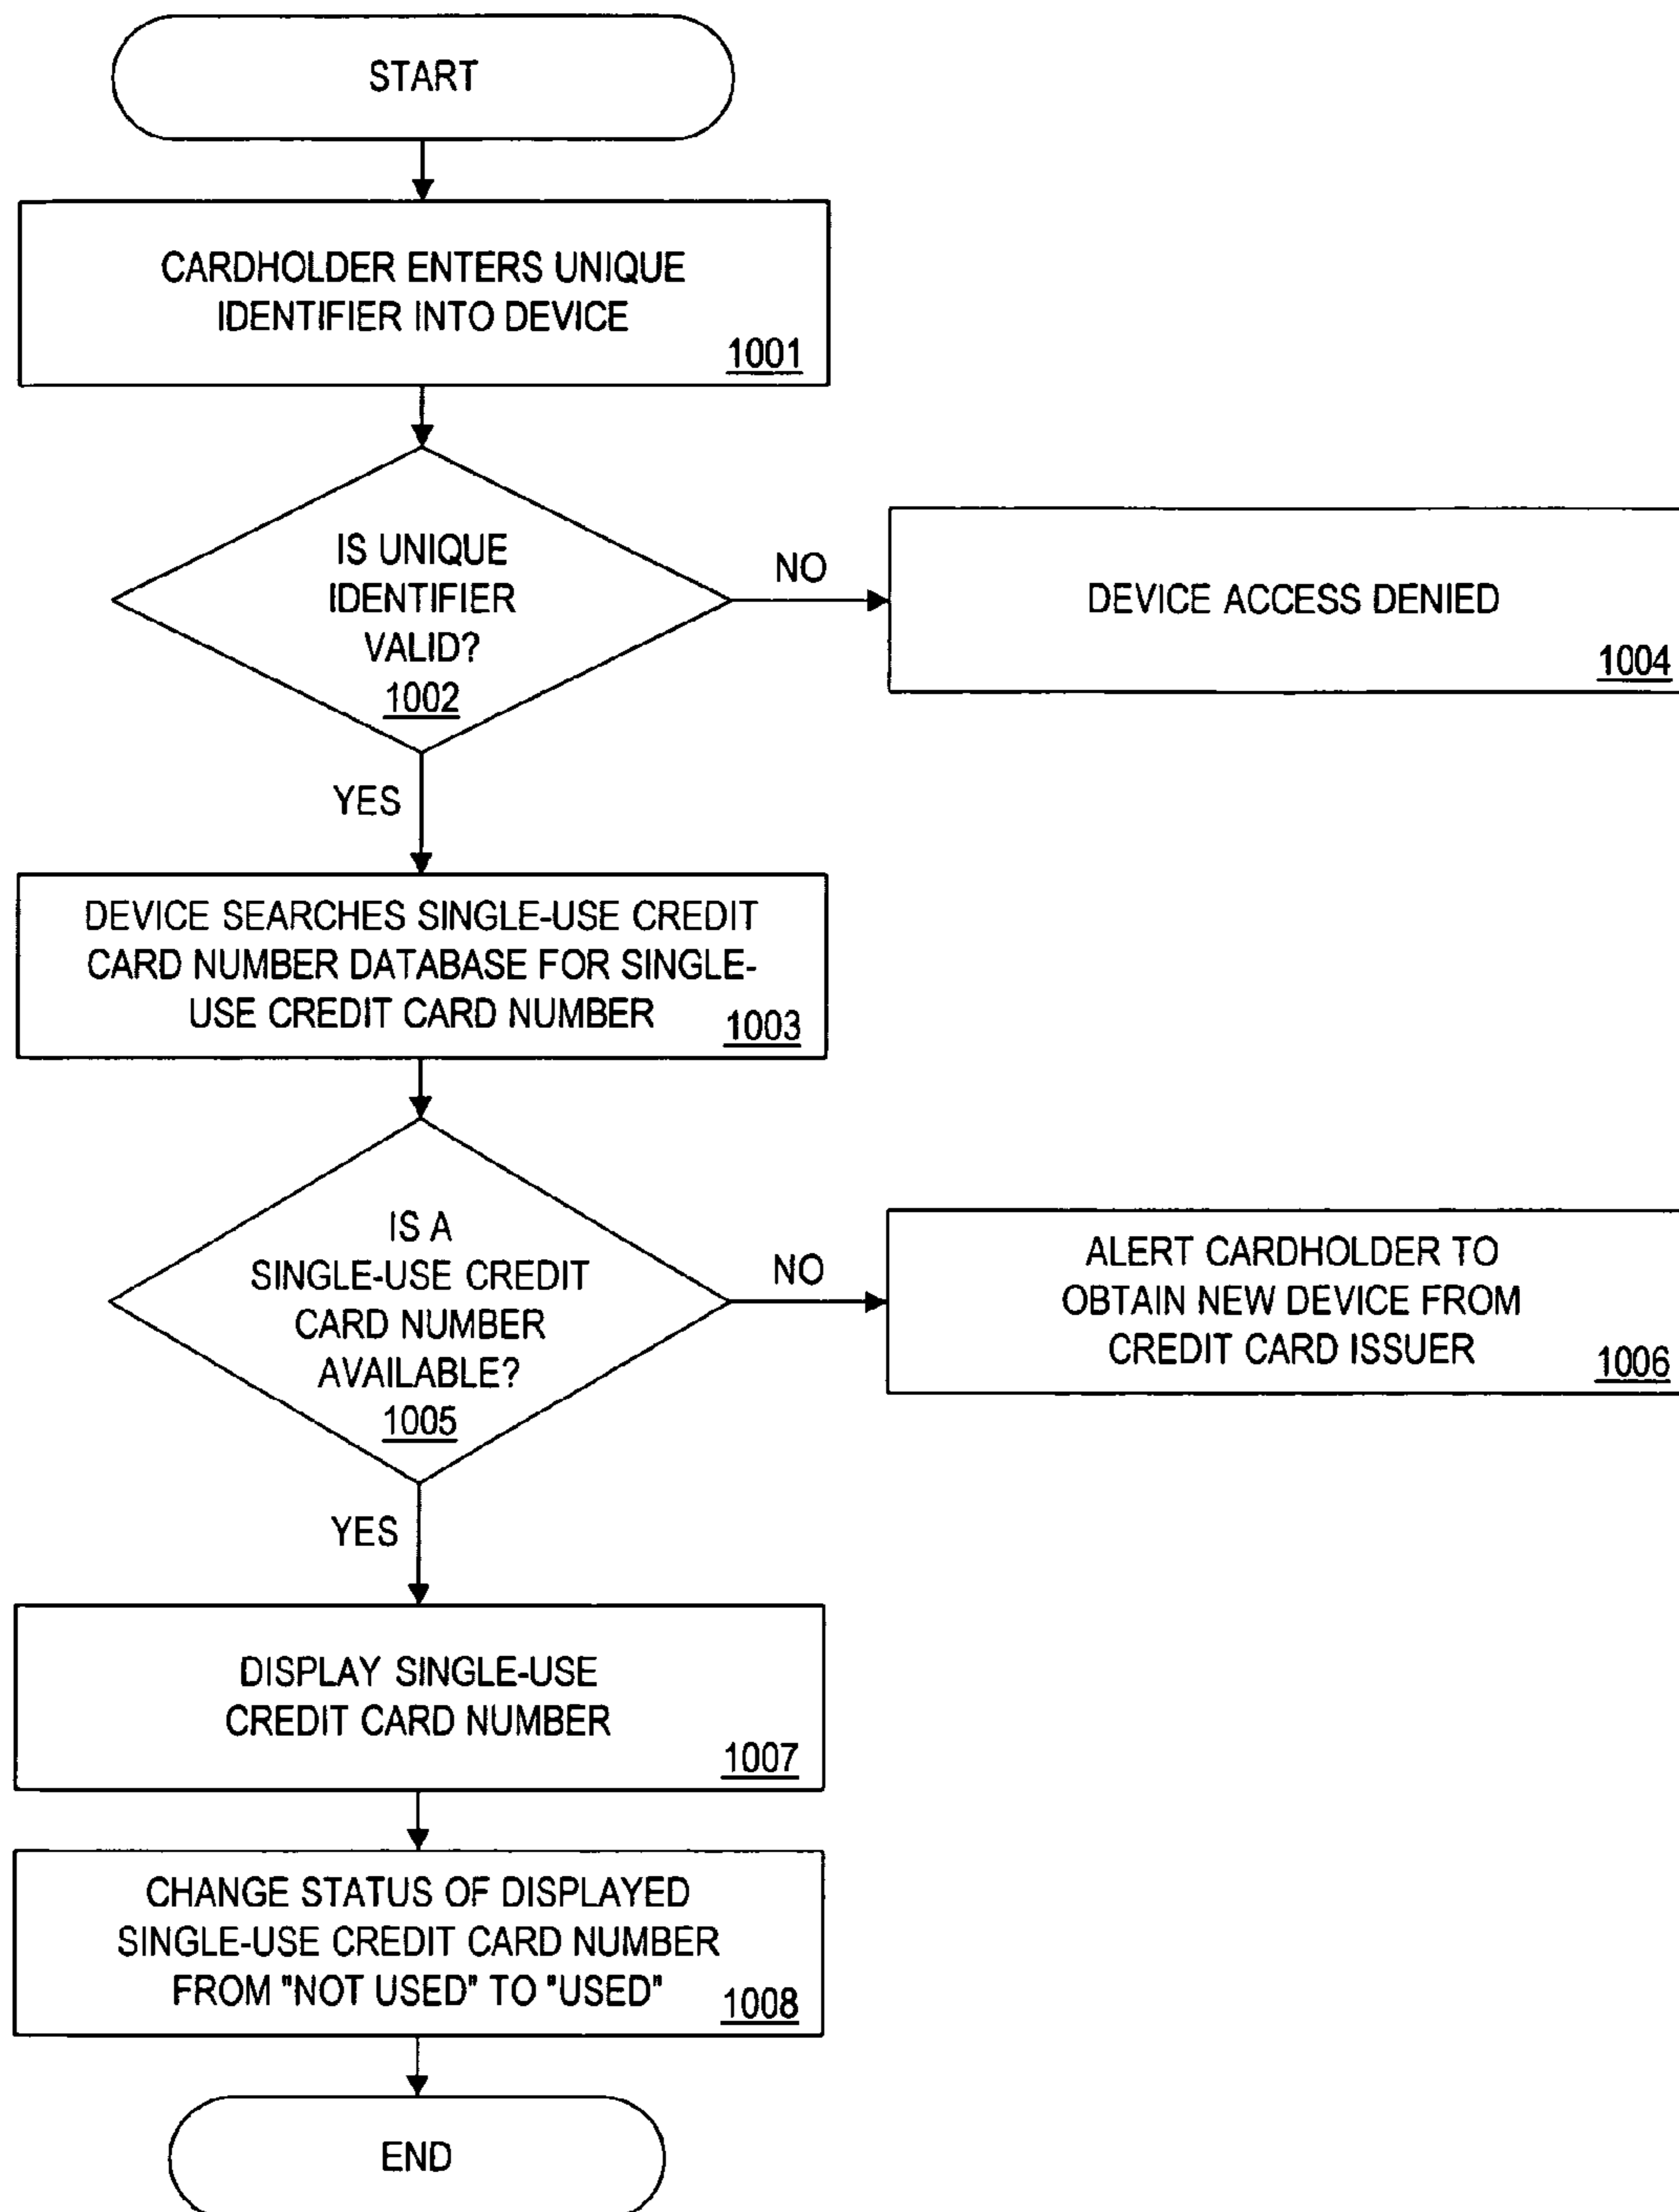 START
CARDHOLDER ENTERS UNIQUE
IDENTIFIER INTO DEVICE
1001
IS UNIQUE
IDENTIFIER
VALID?
1002
NO
DEVICE ACCESS DENIED
1004
YES
DEVICE SEARCHES SINGLE-USE CREDIT
CARD NUMBER DATABASE FOR SINGLE-
USE CREDIT CARD NUMBER
1003
IS A
SINGLE-USE CREDIT
CARD NUMBER
AVAILABLE?
1005
NO
ALERT CARDHOLDER TO
OBTAIN NEW DEVICE FROM
CREDIT CARD ISSUER
1006
YES
DISPLAY SINGLE-USE
CREDIT CARD NUMBER
1007
CHANGE STATUS OF DISPLAYED
SINGLE-USE CREDIT CARD NUMBER
FROM "NOT USED" TO "USED"
1008
END